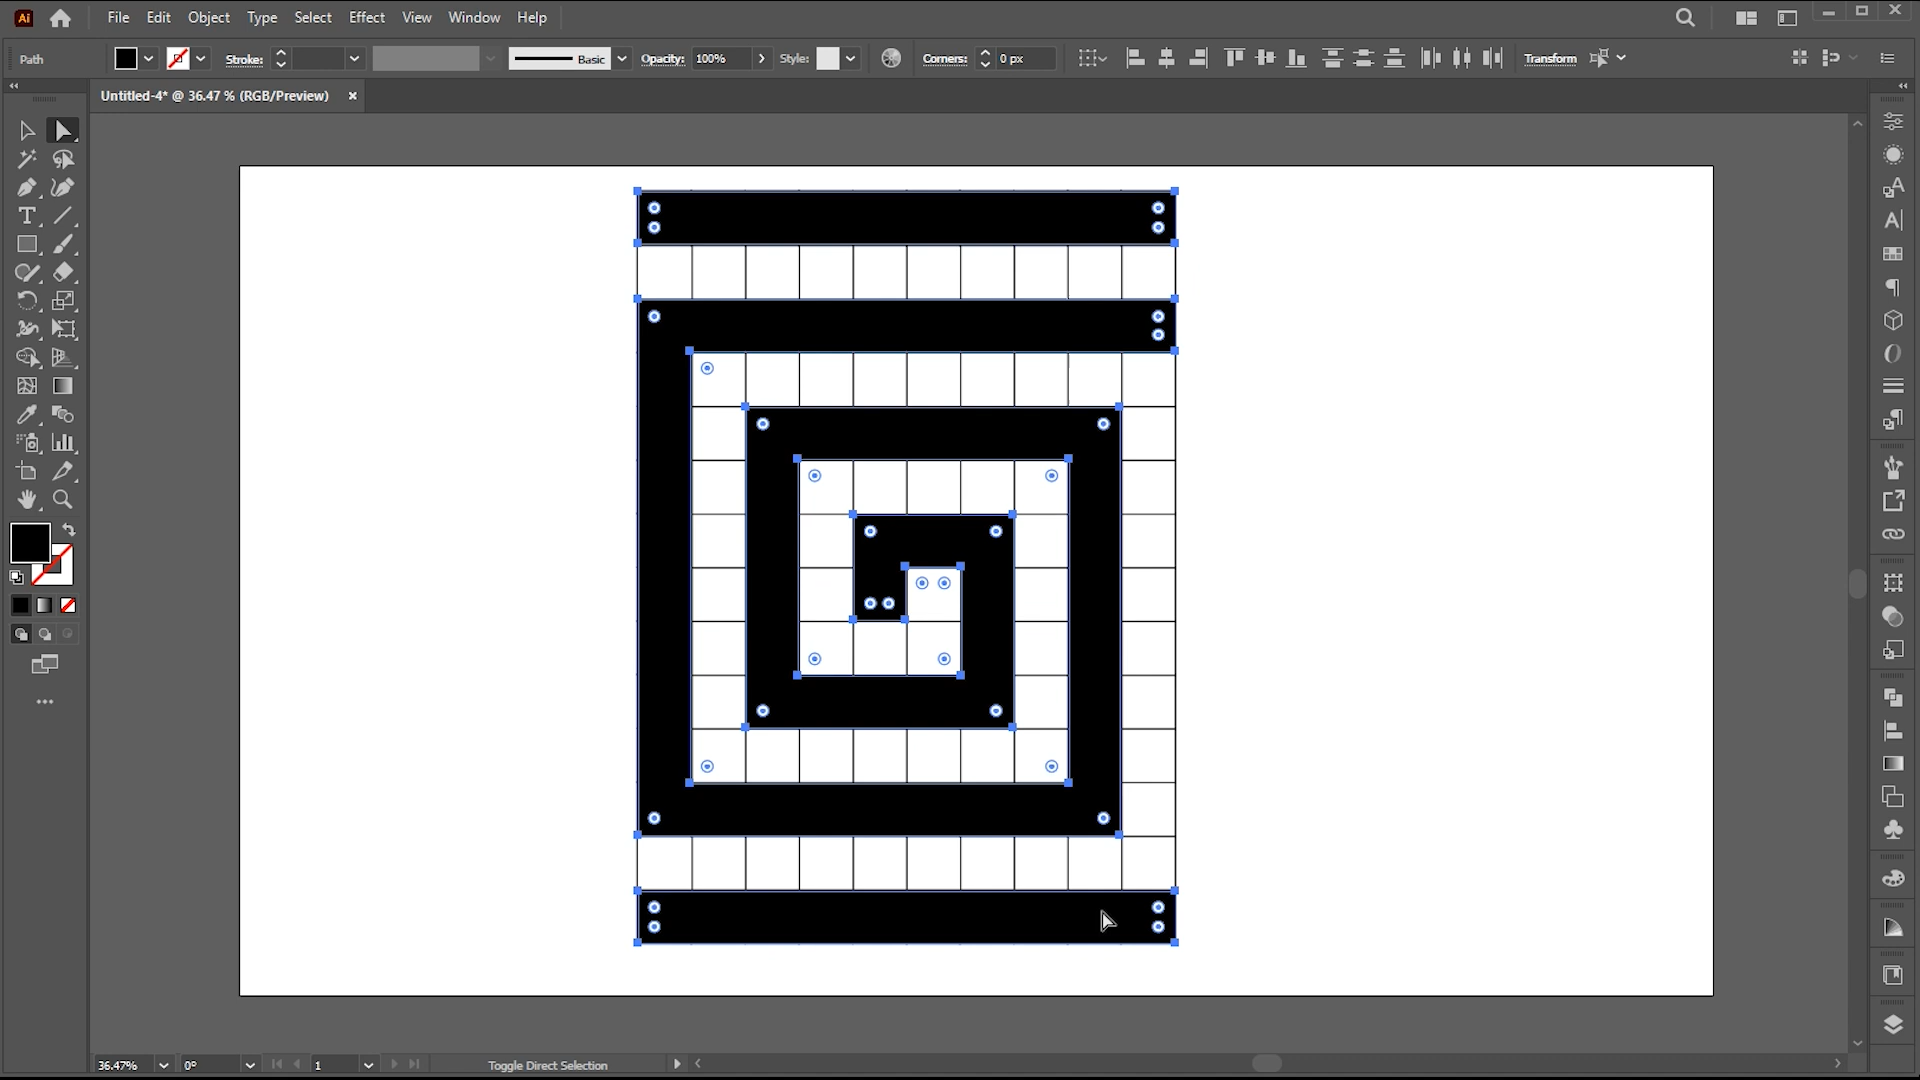 Ai File Edit Object Type Select Effect View Window Help
Path Stroke: Basic Opacity: 100% Style: Corners: 0 px Transform
Untitled-4* @ 36.47 % (RGB/Preview)
36.47% 0° 1 Toggle Direct Selection